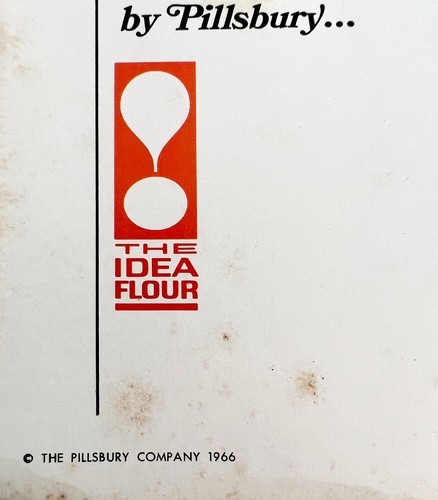 by Pillsbury...
THE
IDEA
FLOUR
© THE PILLSBURY COMPANY 1966